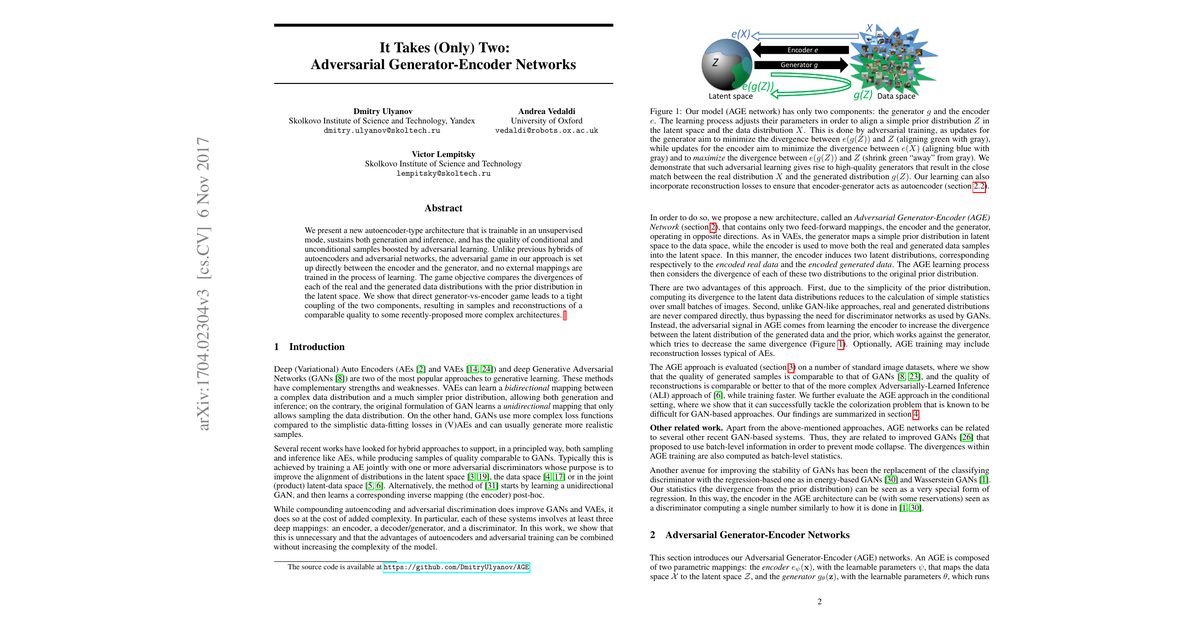 It Takes (Only) Two:
Adversarial Generator-Encoder Networks
Dmitry Ulyanov
Skolkovo Institute of Science and Technology, Yandex
dmitry.ulyanov@skoltech.ru
Andrea Vedaldi
University of Oxford
vedaldi@robots.ox.ac.uk
Victor Lempitsky
Skolkovo Institute of Science and Technology
lempitsky@skoltech.ru
arXiv:1704.02304v3 [cs.CV] 6 Nov 2017
Abstract
We present a new autoencoder-type architecture that is trainable in an unsupervised
mode, sustains both generation and inference, and has the quality of conditional and
unconditional samples boosted by adversarial learning. Unlike previous hybrids of
autoencoders and adversarial networks, the adversarial game in our approach is set
up directly between the encoder and the generator, and no external mappings are
trained in the process of learning. The game objective compares the divergences of
each of the real and the generated data distributions with the prior distribution in
the latent space. We show that direct generator-vs-encoder game leads to a tight
coupling of the two components, resulting in samples and reconstructions of a
comparable quality to some recently-proposed more complex architectures. 1
1 Introduction
Deep (Variational) Auto Encoders (AEs [2] and VAEs [14, 24]) and deep Generative Adversarial
Networks (GANs [8]) are two of the most popular approaches to generative learning. These methods
have complementary strengths and weaknesses. VAEs can learn a bidirectional mapping between
a complex data distribution and a much simpler prior distribution, allowing both generation and
inference; on the contrary, the original formulation of GAN learns a unidirectional mapping that only
allows sampling the data distribution. On the other hand, GANs use more complex loss functions
compared to the simplistic data-fitting losses in (V)AEs and can usually generate more realistic
samples.
Several recent works have looked for hybrid approaches to support, in a principled way, both sampling
and inference like AEs, while producing samples of quality comparable to GANs. Typically this is
achieved by training a AE jointly with one or more adversarial discriminators whose purpose is to
improve the alignment of distributions in the latent space [3, 19], the data space [4, 17] or in the joint
(product) latent-data space [5, 6]. Alternatively, the method of [31] starts by learning a unidirectional
GAN, and then learns a corresponding inverse mapping (the encoder) post-hoc.
While compounding autoencoding and adversarial discrimination does improve GANs and VAEs, it
does so at the cost of added complexity. In particular, each of these systems involves at least three
deep mappings: an encoder, a decoder/generator, and a discriminator. In this work, we show that
this is unnecessary and that the advantages of autoencoders and adversarial training can be combined
without increasing the complexity of the model.
The source code is available at https://github.com/DmitryUlyanov/AGE
e(X)
X
Encoder e
Z
Generator g
e(g(Z))
g(Z)
Latent space
Data space
Figure 1: Our model (AGE network) has only two components: the generator g and the encoder
e. The learning process adjusts their parameters in order to align a simple prior distribution Z in
the latent space and the data distribution X. This is done by adversarial training, as updates for
the generator aim to minimize the divergence between e(g(Z)) and Z (aligning green with gray),
while updates for the encoder aim to minimize the divergence between e(X) (aligning blue with
gray) and to maximize the divergence between e(g(Z)) and Z (shrink green “away” from gray). We
demonstrate that such adversarial learning gives rise to high-quality generators that result in the close
match between the real distribution X and the generated distribution g(Z). Our learning can also
incorporate reconstruction losses to ensure that encoder-generator acts as autoencoder (section 2.2).
In order to do so, we propose a new architecture, called an Adversarial Generator-Encoder (AGE)
Network (section 2), that contains only two feed-forward mappings, the encoder and the generator,
operating in opposite directions. As in VAEs, the generator maps a simple prior distribution in latent
space to the data space, while the encoder is used to move both the real and generated data samples
into the latent space. In this manner, the encoder induces two latent distributions, corresponding
respectively to the encoded real data and the encoded generated data. The AGE learning process
then considers the divergence of each of these two distributions to the original prior distribution.
There are two advantages of this approach. First, due to the simplicity of the prior distribution,
computing its divergence to the latent data distributions reduces to the calculation of simple statistics
over small batches of images. Second, unlike GAN-like approaches, real and generated distributions
are never compared directly, thus bypassing the need for discriminator networks as used by GANs.
Instead, the adversarial signal in AGE comes from learning the encoder to increase the divergence
between the latent distribution of the generated data and the prior, which works against the generator,
which tries to decrease the same divergence (Figure 1). Optionally, AGE training may include
reconstruction losses typical of AEs.
The AGE approach is evaluated (section 3) on a number of standard image datasets, where we show
that the quality of generated samples is comparable to that of GANs [8, 23], and the quality of
reconstructions is comparable or better to that of the more complex Adversarially-Learned Inference
(ALI) approach of [6], while training faster. We further evaluate the AGE approach in the conditional
setting, where we show that it can successfully tackle the colorization problem that is known to be
difficult for GAN-based approaches. Our findings are summarized in section 4.
Other related work. Apart from the above-mentioned approaches, AGE networks can be related
to several other recent GAN-based systems. Thus, they are related to improved GANs [26] that
proposed to use batch-level information in order to prevent mode collapse. The divergences within
AGE training are also computed as batch-level statistics.
Another avenue for improving the stability of GANs has been the replacement of the classifying
discriminator with the regression-based one as in energy-based GANs [30] and Wasserstein GANs [1].
Our statistics (the divergence from the prior distribution) can be seen as a very special form of
regression. In this way, the encoder in the AGE architecture can be (with some reservations) seen as
a discriminator computing a single number similarly to how it is done in [1, 30].
2 Adversarial Generator-Encoder Networks
This section introduces our Adversarial Generator-Encoder (AGE) networks. An AGE is composed
of two parametric mappings: the encoder eψ(x), with the learnable parameters ψ, that maps the data
space 𝒳 to the latent space 𝒵, and the generator gθ(z), with the learnable parameters θ, which runs
2